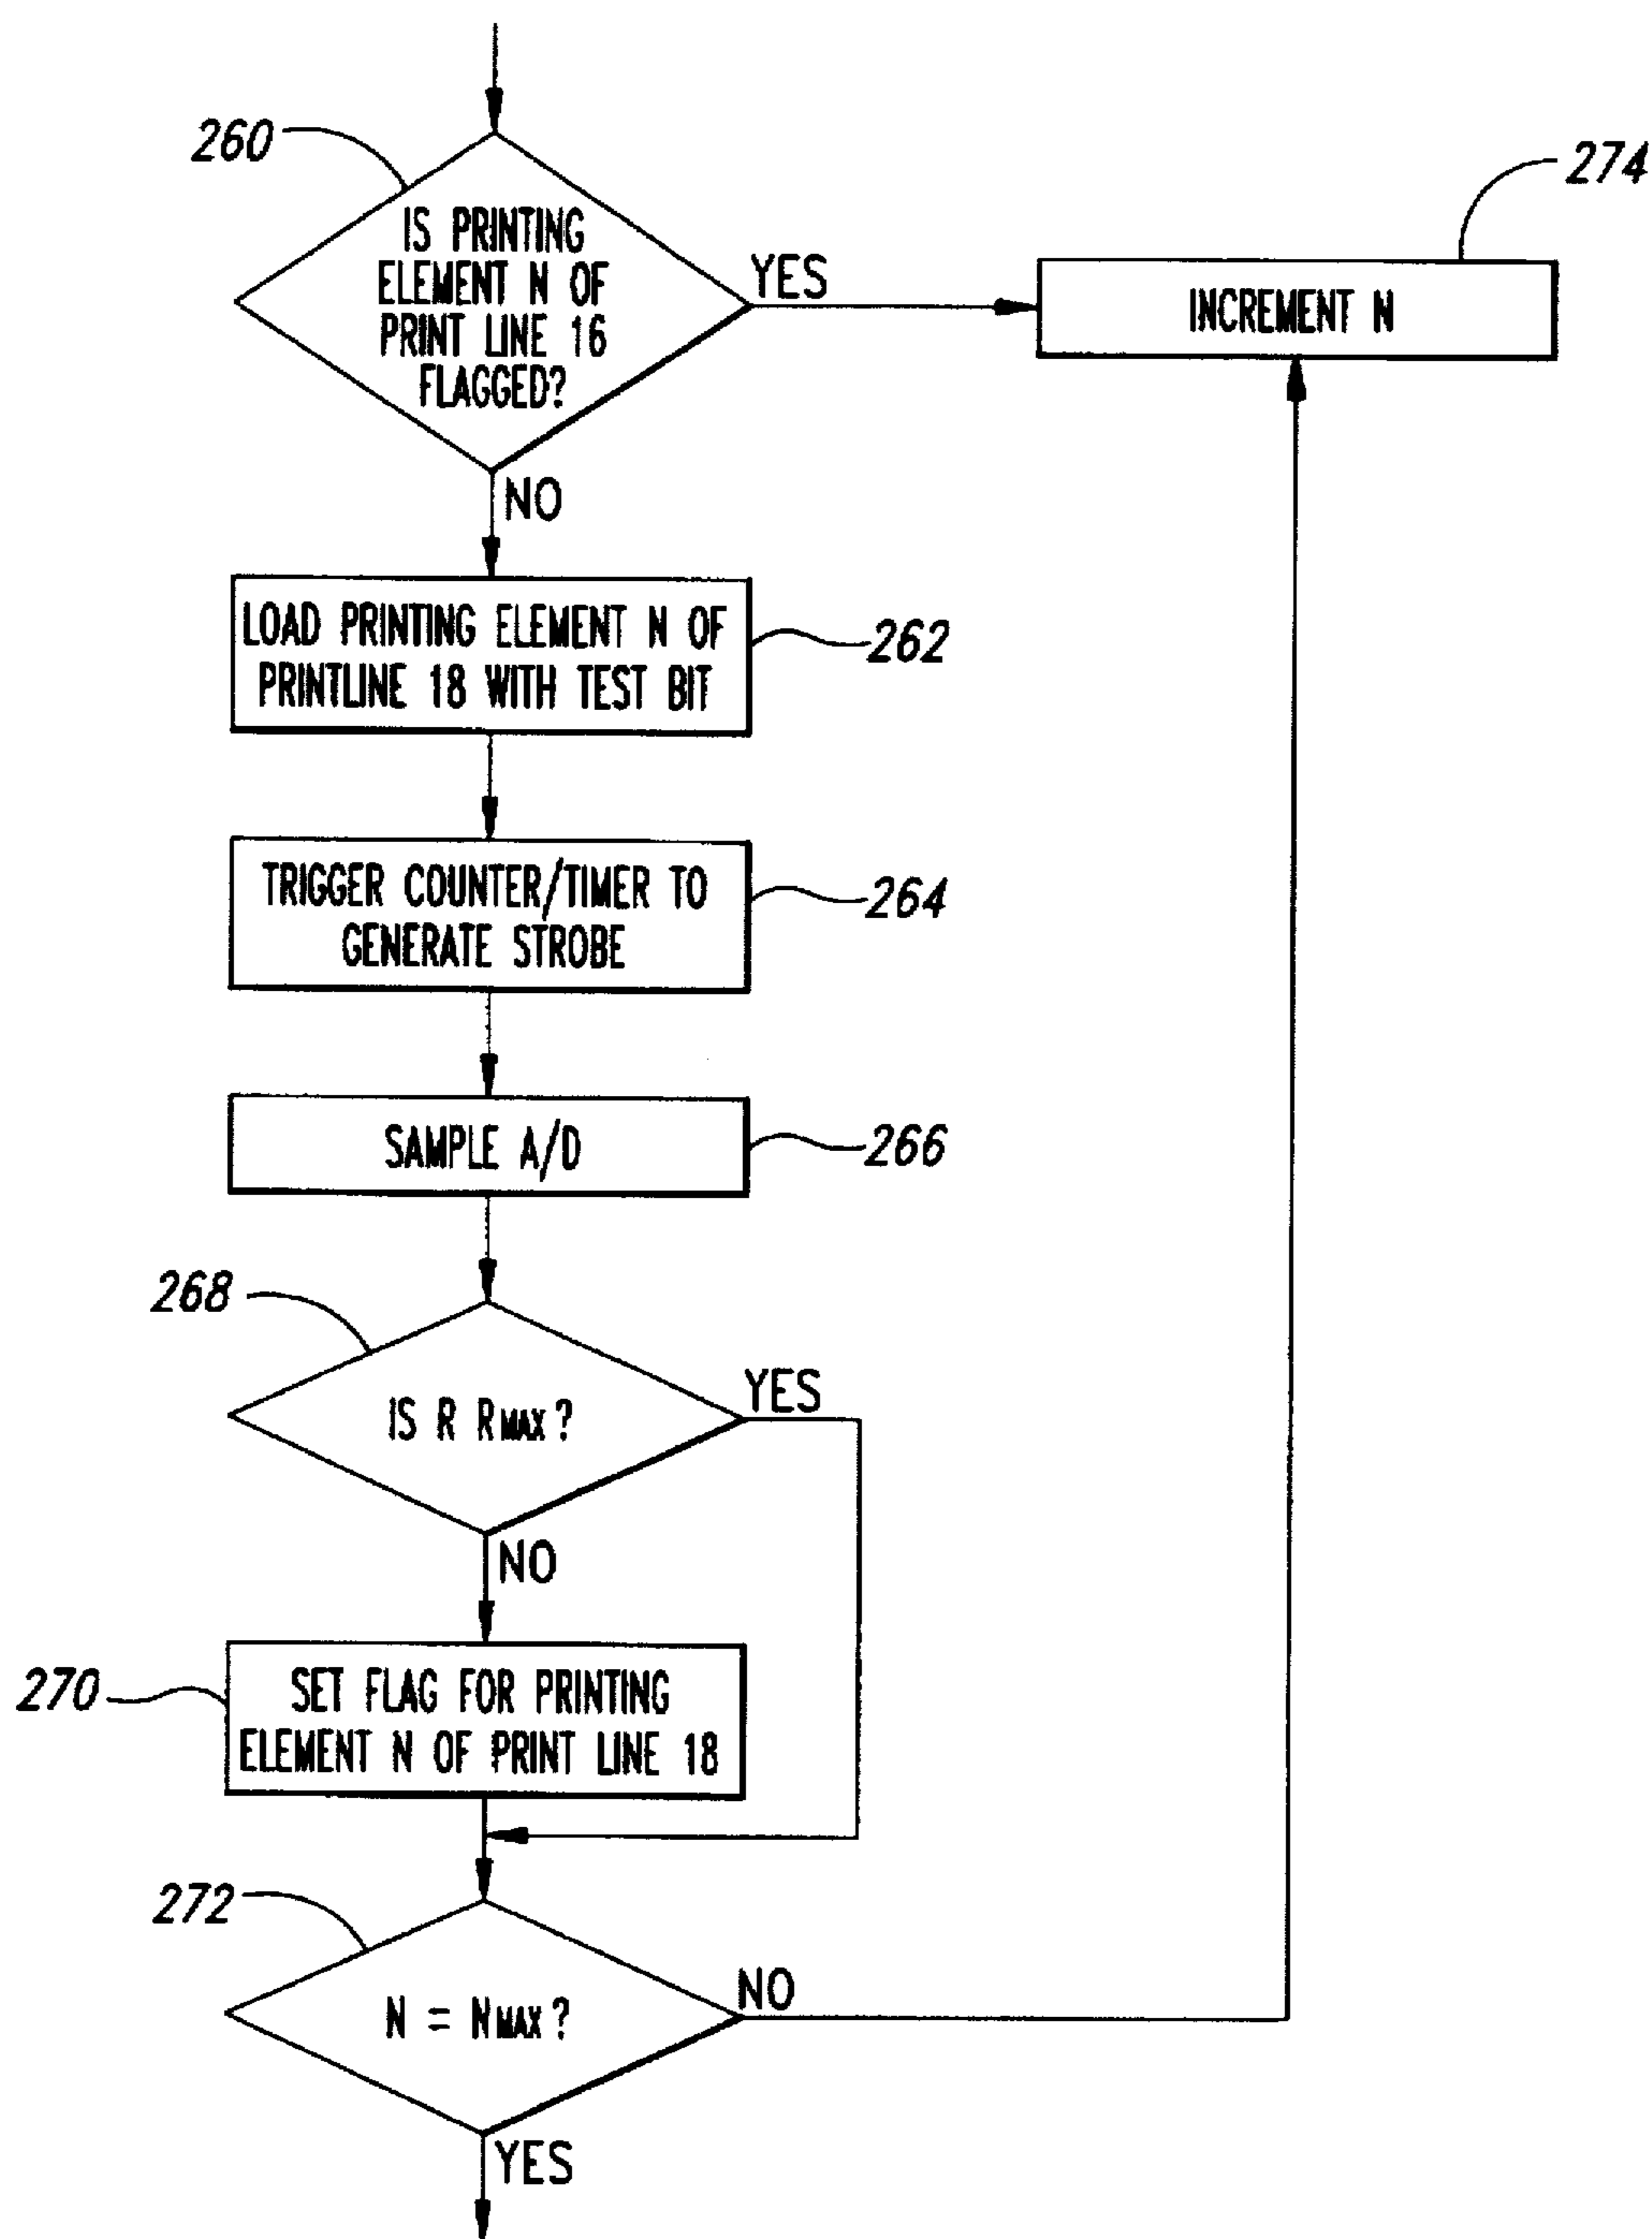 260
IS PRINTING
ELEMENT N OF
PRINT LINE 16
FLAGGED?
YES
274
INCREMENT N
NO
LOAD PRINTING ELEMENT N OF
PRINTLINE 18 WITH TEST BIT
262
TRIGGER COUNTER/TIMER TO
GENERATE STROBE
264
SAMPLE A/D
266
268
IS R RMAX?
YES
NO
270
SET FLAG FOR PRINTING
ELEMENT N OF PRINT LINE 18
272
N = NMAX?
NO
YES